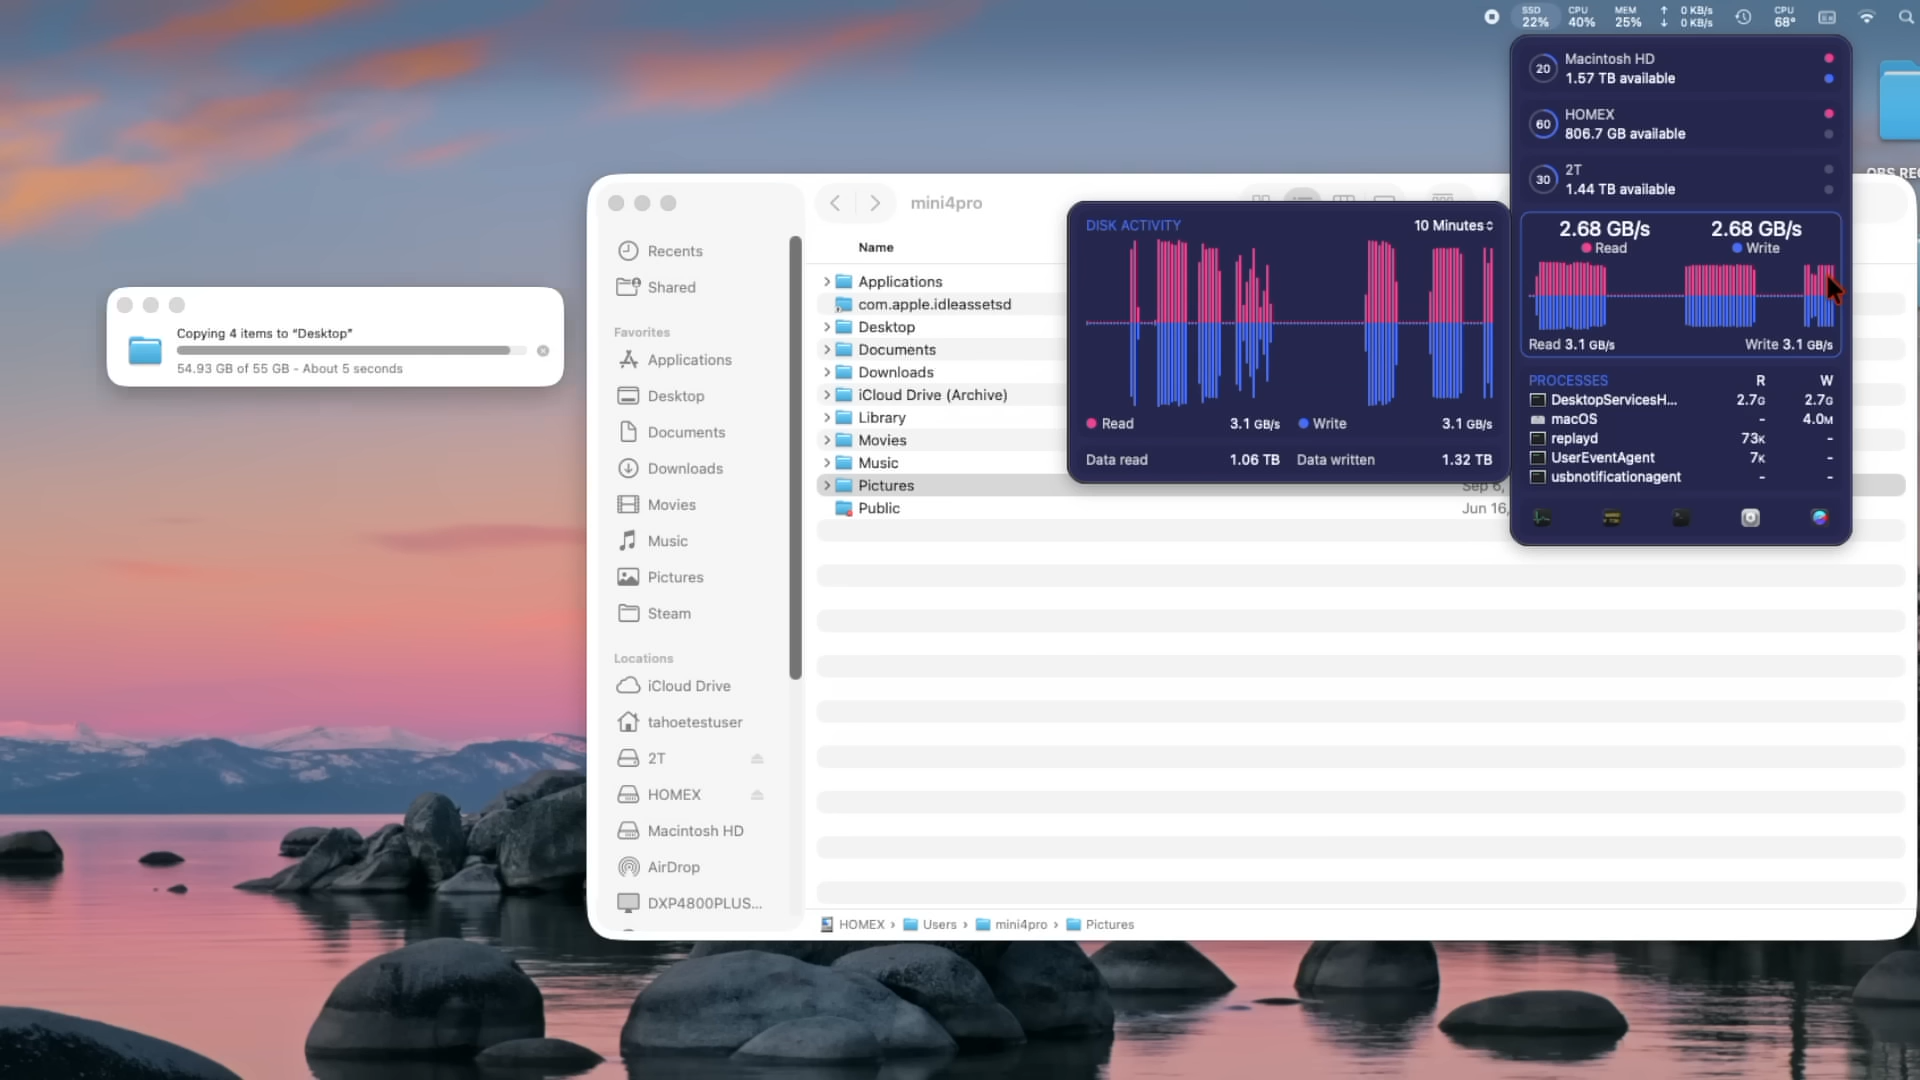 SSD
22%
CPU
40%
MEM
25%
0 KB/s
0 KB/s
CPU
68°
Macintosh HD
1.57 TB available
20
HOMEX
806.7 GB available
60
2T
1.44 TB available
30
2.68 GB/s
Read
2.68 GB/s
Write
Read 3.1 GB/s
Write 3.1 GB/s
PROCESSES R W
DesktopServicesH... 2.7G 2.7G
macOS - 4.0M
replayd 73K -
UserEventAgent 7K -
usbnotificationagent - -
DISK ACTIVITY
10 Minutes
Read 3.1 GB/s
Write 3.1 GB/s
Data read 1.06 TB
Data written 1.32 TB
Copying 4 items to “Desktop”
54.93 GB of 55 GB - About 5 seconds
mini4pro
Recents
Shared
Favorites
Applications
Desktop
Documents
Downloads
Movies
Music
Pictures
Steam
Locations
iCloud Drive
tahoetestuser
2T
HOMEX
Macintosh HD
AirDrop
DXP4800PLUS...
Name
Applications
com.apple.idleassetsd
Desktop
Documents
Downloads
iCloud Drive (Archive)
Library
Movies
Music
Pictures
Public
Jun 16,
HOMEX › Users › mini4pro › Pictures